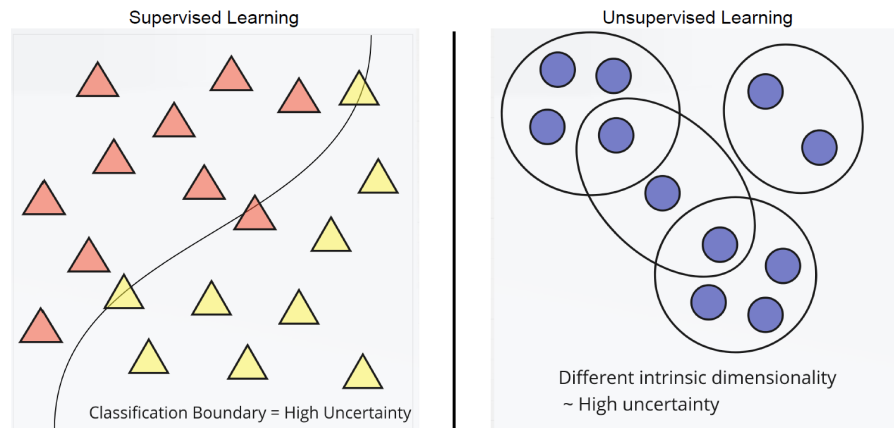 Supervised Learning
Unsupervised Learning
Classification Boundary = High Uncertainty
Different intrinsic dimensionality
~ High uncertainty